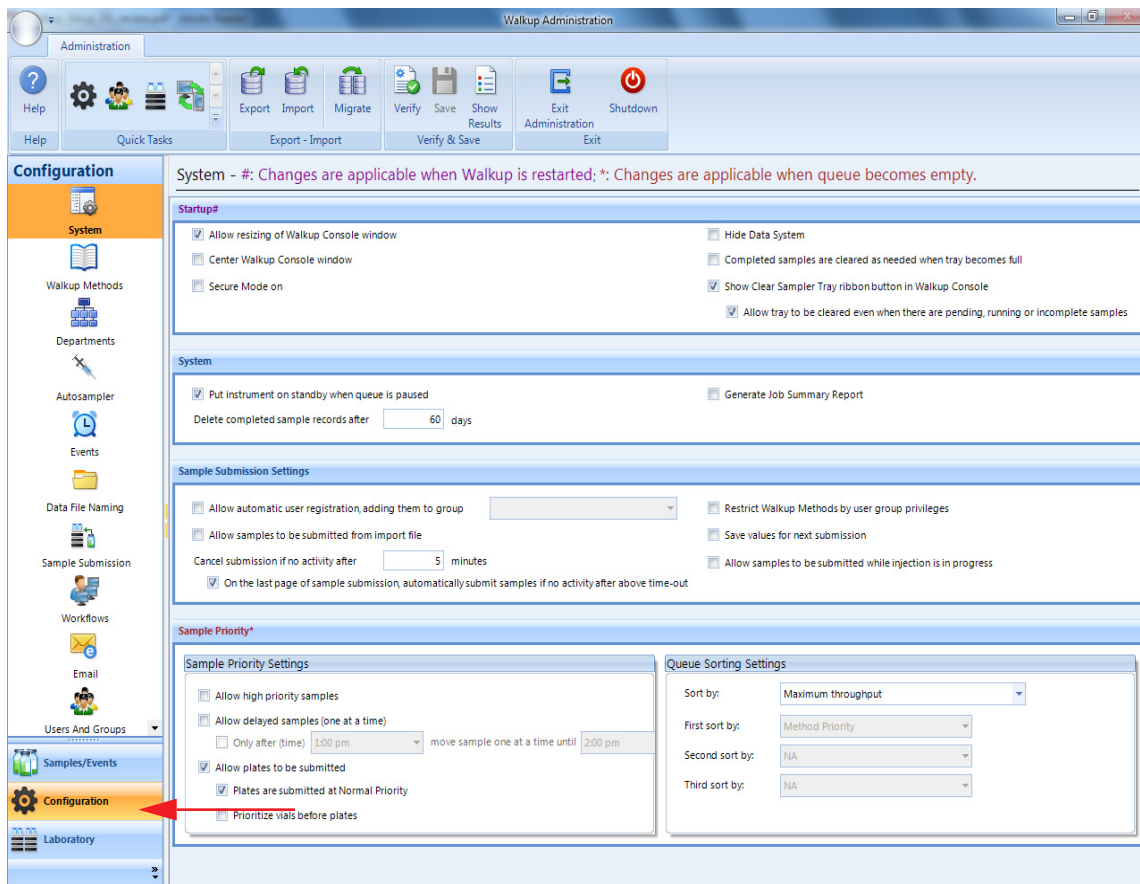 Walkup Administration
Administration
Help
Export
Import
Migrate
Verify
Save
Show Results
Exit Administration
Shutdown
Help
Quick Tasks
Export - Import
Verify & Save
Exit
Configuration
System
Walkup Methods
Departments
Autosampler
Events
Data File Naming
Sample Submission
Workflows
Email
Users And Groups
Samples/Events
Configuration
Laboratory
System - #: Changes are applicable when Walkup is restarted; *: Changes are applicable when queue becomes empty.
Startup#
Allow resizing of Walkup Console window
Center Walkup Console window
Secure Mode on
Hide Data System
Completed samples are cleared as needed when tray becomes full
Show Clear Sampler Tray ribbon button in Walkup Console
Allow tray to be cleared even when there are pending, running or incomplete samples
System
Put instrument on standby when queue is paused
Delete completed sample records after 60 days
Generate Job Summary Report
Sample Submission Settings
Allow automatic user registration, adding them to group
Allow samples to be submitted from import file
Cancel submission if no activity after 5 minutes
On the last page of sample submission, automatically submit samples if no activity after above time-out
Restrict Walkup Methods by user group privileges
Save values for next submission
Allow samples to be submitted while injection is in progress
Sample Priority*
Sample Priority Settings
Allow high priority samples
Allow delayed samples (one at a time)
Only after (time) 1:00 pm move sample one at a time until 2:00 pm
Allow plates to be submitted
Plates are submitted at Normal Priority
Prioritize vials before plates
Queue Sorting Settings
Sort by: Maximum throughput
First sort by: Method Priority
Second sort by: NA
Third sort by: NA